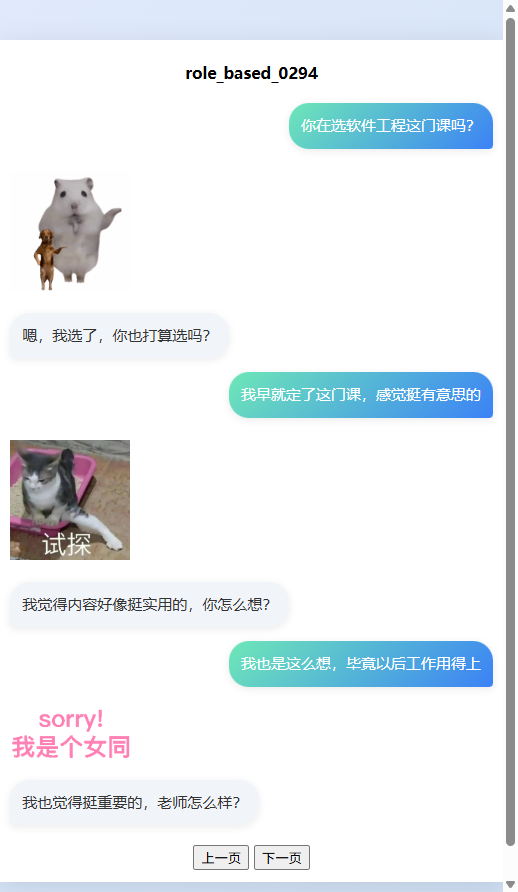 role_based_0294
你在选软件工程这门课吗？
嗯，我选了，你也打算选吗？
我早就定了这门课，感觉挺有意思的
试探
我觉得内容好像挺实用的，你怎么想？
我也是这么想，毕竟以后工作用得上
sorry!
我是个女同
我也觉得挺重要的，老师怎么样？
上一页 下一页